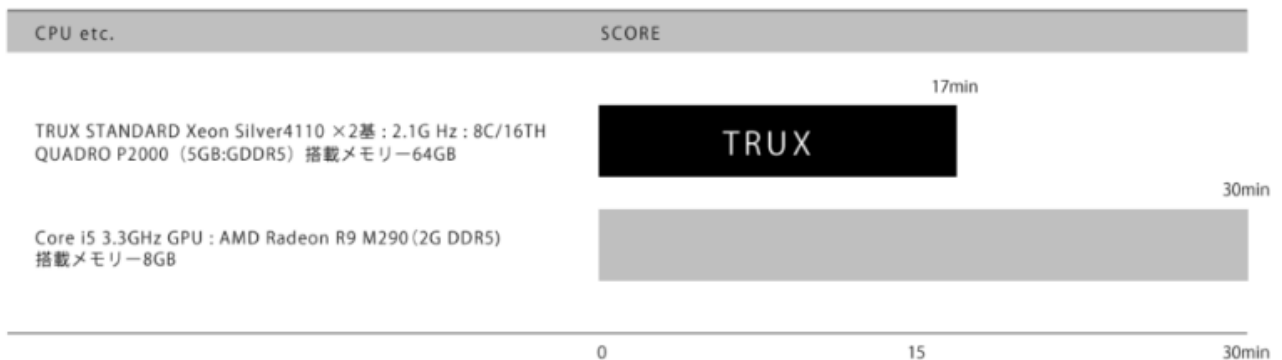 CPU etc. SCORE
17min
TRUX STANDARD Xeon Silver4110 ×2基 : 2.1G Hz : 8C/16TH
QUADRO P2000（5GB:GDDR5）搭載メモリー64GB
TRUX
30min
Core i5 3.3GHz GPU : AMD Radeon R9 M290（2G DDR5)
搭載メモリー8GB
0 15 30min